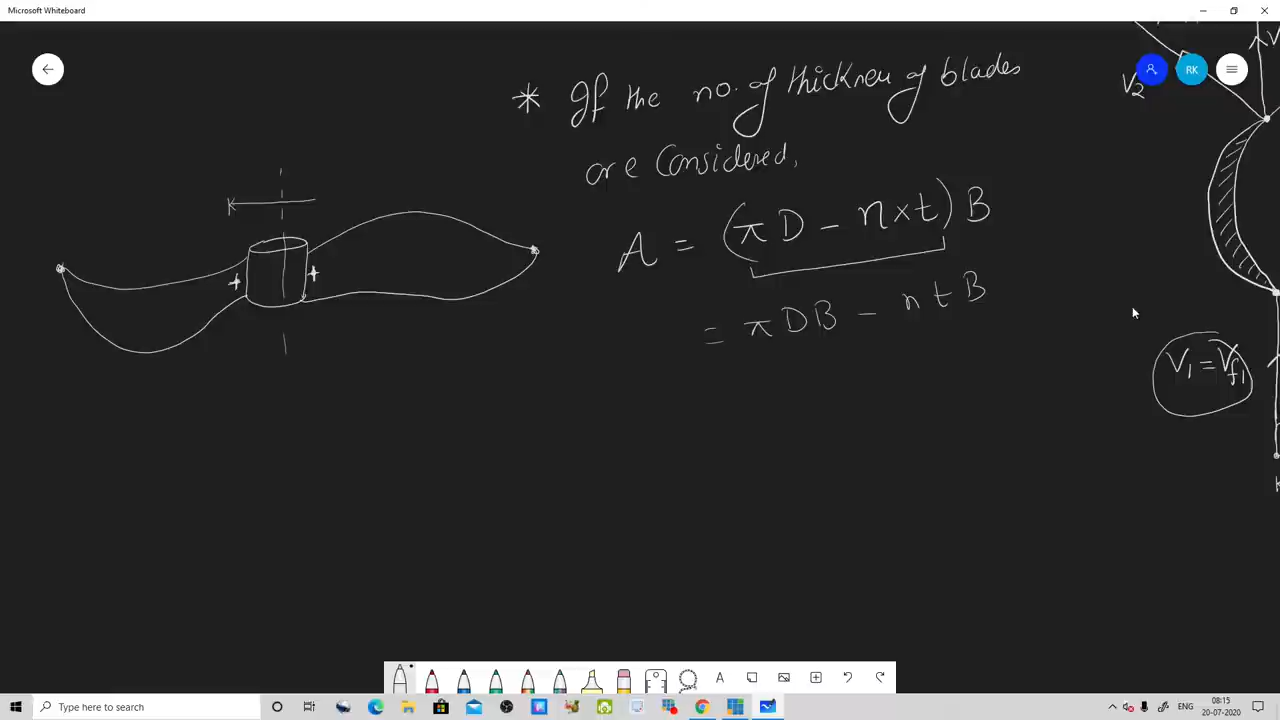 Microsoft Whiteboard
RK
* If the no. of thickness of blades
are Considered,
A = (πD - n×t) B
= πDB - ntB
V2
V1 = Vf1
Type here to search
ENG
08:15
20-07-2020